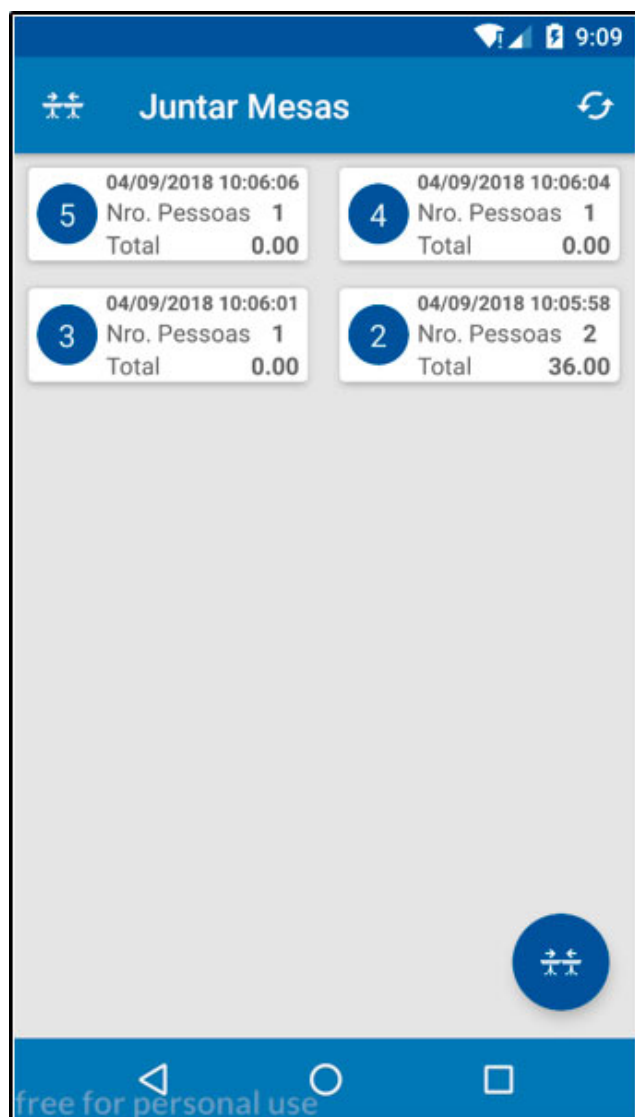 9:09
Juntar Mesas
5
04/09/2018 10:06:06
Nro. Pessoas 1
Total 0.00
4
04/09/2018 10:06:04
Nro. Pessoas 1
Total 0.00
3
04/09/2018 10:06:01
Nro. Pessoas 1
Total 0.00
2
04/09/2018 10:05:58
Nro. Pessoas 2
Total 36.00
free for personal use